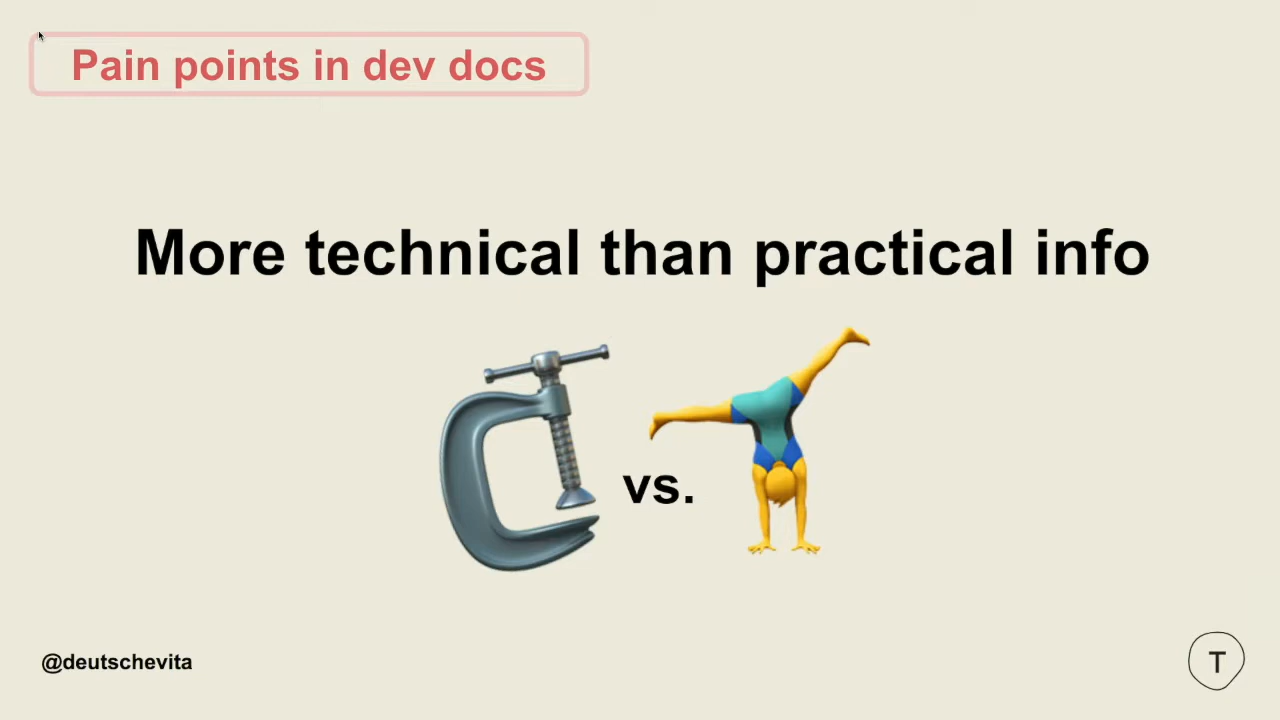 Pain points in dev docs
More technical than practical info
vs.
@deutschevita
T